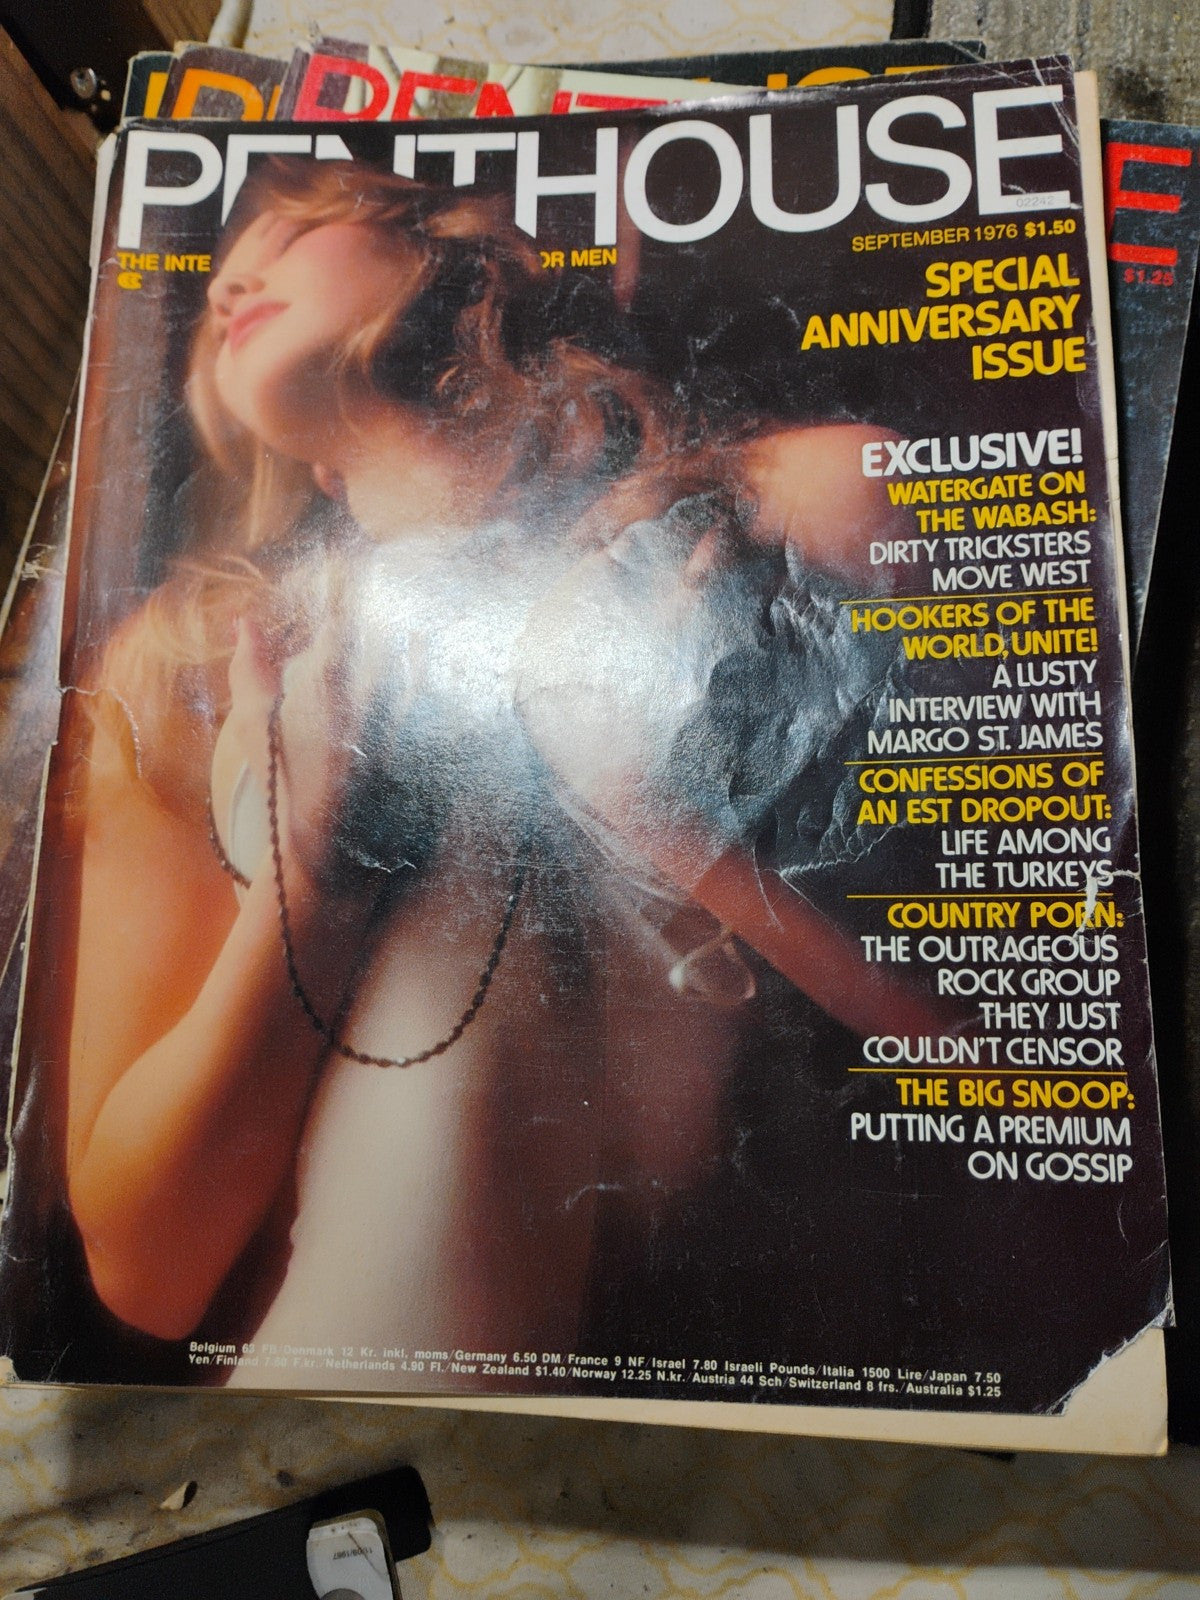 PENTHOUSE
PENTHOUSE
02242
THE INTE OR MEN
SEPTEMBER 1976 $1.50
E
$1.25
SPECIAL
ANNIVERSARY
ISSUE
EXCLUSIVE!
WATERGATE ON
THE WABASH:
DIRTY TRICKSTERS
MOVE WEST
HOOKERS OF THE
WORLD, UNITE!
A LUSTY
INTERVIEW WITH
MARGO ST. JAMES
CONFESSIONS OF
AN EST DROPOUT:
LIFE AMONG
THE TURKEYS
COUNTRY PORN:
THE OUTRAGEOUS
ROCK GROUP
THEY JUST
COULDN'T CENSOR
THE BIG SNOOP:
PUTTING A PREMIUM
ON GOSSIP
Belgium 63 FB/Denmark 12 Kr. inkl. moms/Germany 6.50 DM/France 9 NF/Israel 7.80 Israeli Pounds/Italia 1500 Lire/Japan 7.50
Yen/Finland 7.60 F.kr./Netherlands 4.90 Fl./New Zealand $1.40/Norway 12.25 N.kr./Austria 44 Sch/Switzerland 8 frs./Australia $1.25